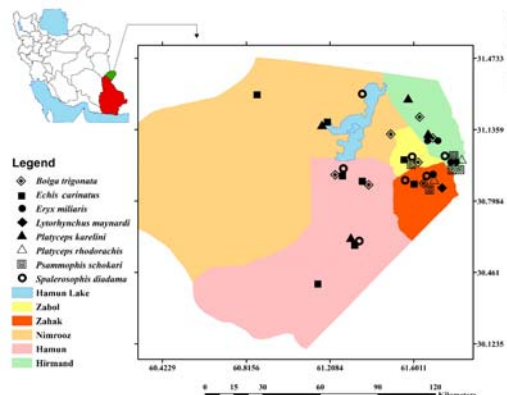 Legend
Boiga trigonata
Echis carinatus
Eryx miliaris
Lytorhynchus maynardi
Platyceps karelini
Platyceps rhodorachis
Psammophis schokari
Spalerosophis diadama
Hamun Lake
Zabol
Zahak
Nimrooz
Hamun
Hirmand
31.4733
31.1359
30.7984
30.461
30.1235
60.4229
60.8156
61.2084
61.6011
0 15 30 60 90 120
Kilometers